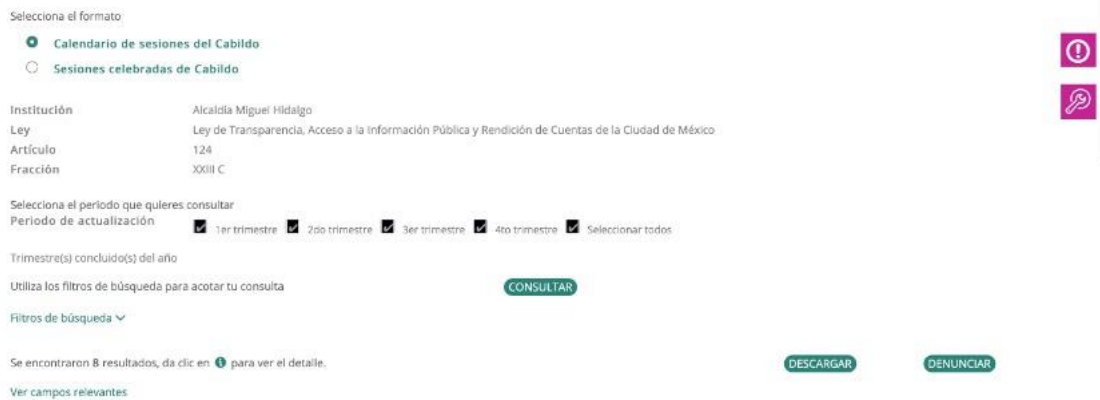 Selecciona el formato
Calendario de sesiones del Cabildo
Sesiones celebradas de Cabildo
Institución Alcaldía Miguel Hidalgo
Ley Ley de Transparencia, Acceso a la Información Pública y Rendición de Cuentas de la Ciudad de México
Artículo 124
Fracción XXIII C
Selecciona el periodo que quieres consultar
Periodo de actualización 1er trimestre 2do trimestre 3er trimestre 4to trimestre Seleccionar todos
Trimestre(s) concluido(s) del año
Utiliza los filtros de búsqueda para acotar tu consulta CONSULTAR
Filtros de búsqueda
Se encontraron 8 resultados, da clic en i para ver el detalle. DESCARGAR DENUNCIAR
Ver campos relevantes